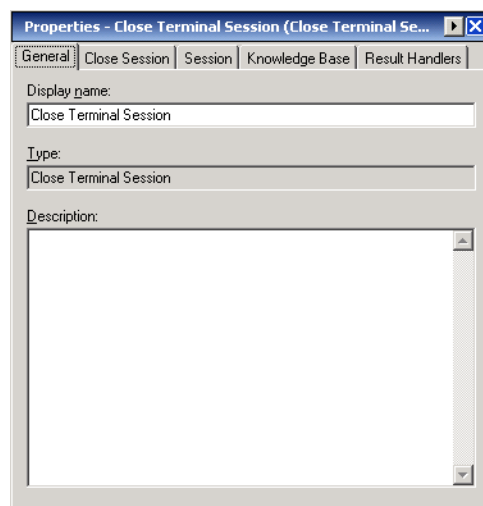 Properties - Close Terminal Session (Close Terminal Se...
General Close Session Session Knowledge Base Result Handlers
Display name:
Close Terminal Session
Type:
Close Terminal Session
Description: